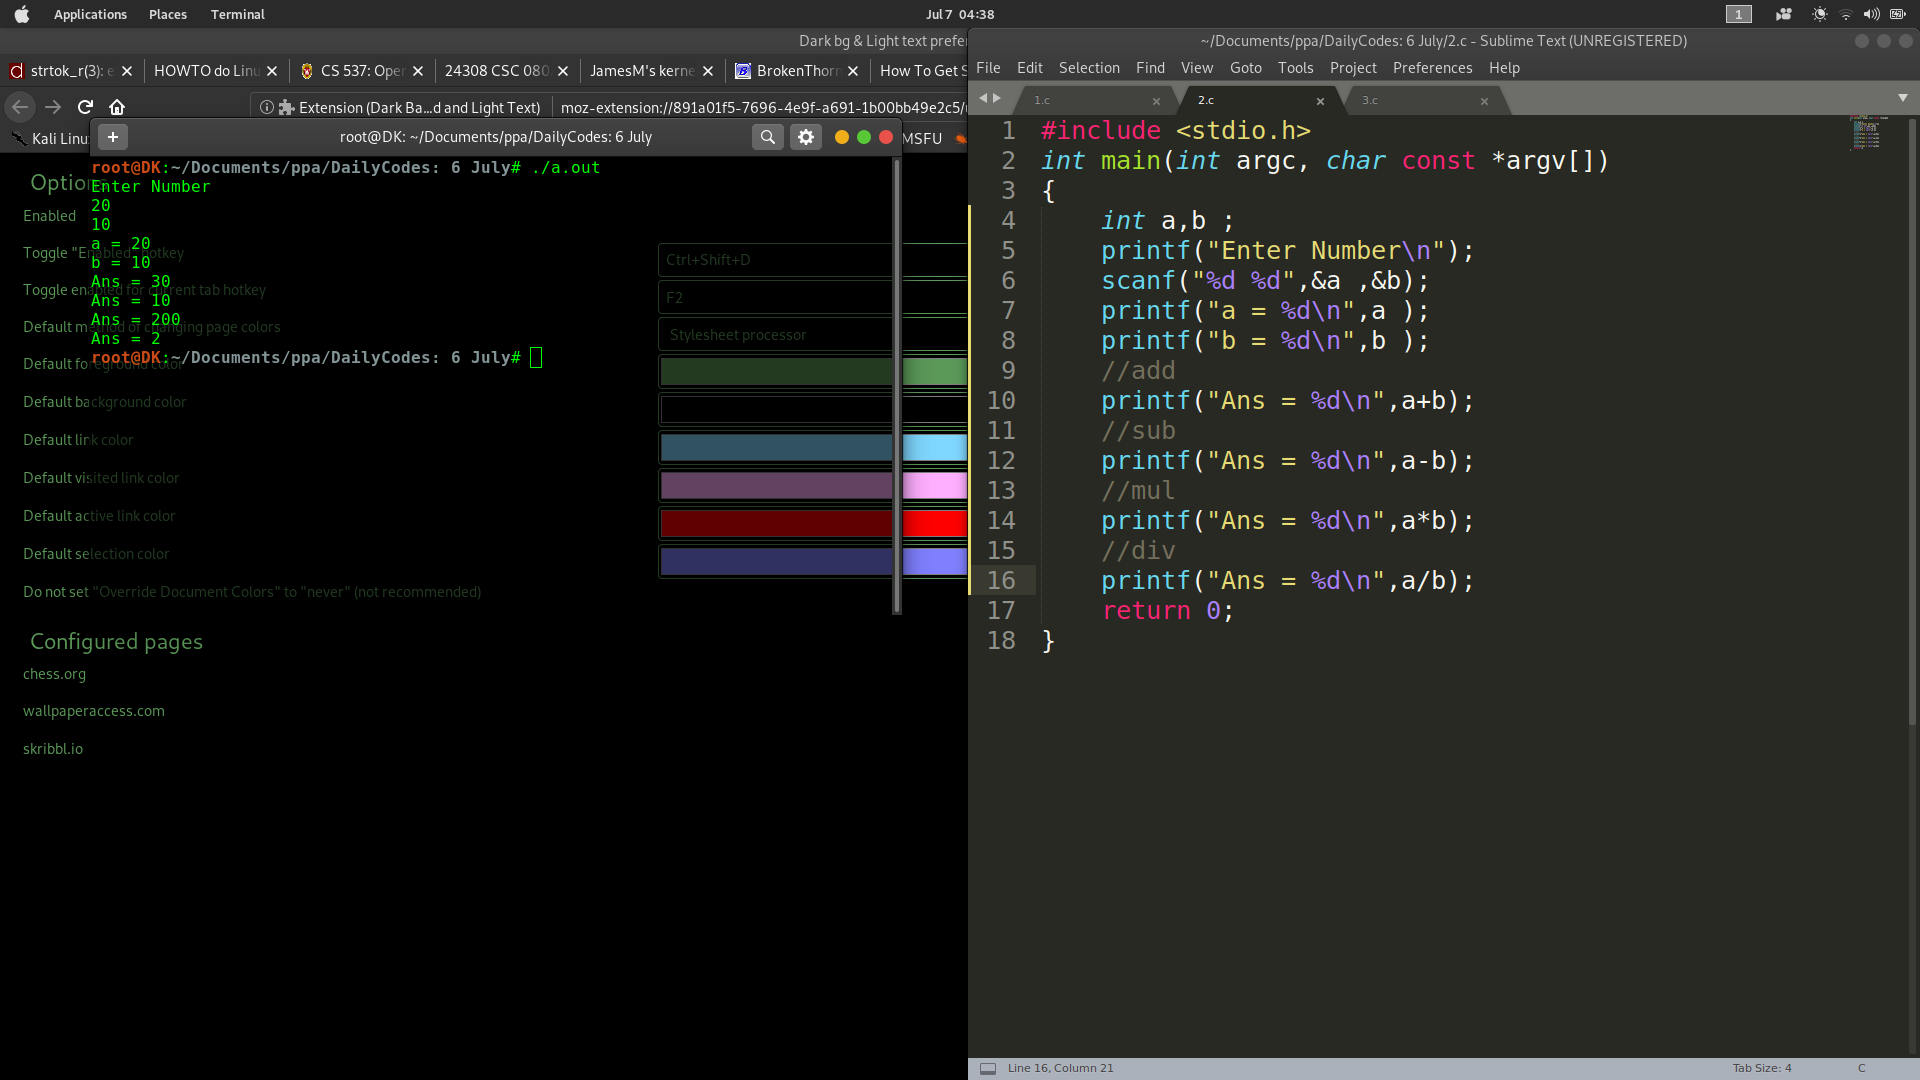 Applications Places Terminal Jul 7 04:38 1
Dark bg & Light text prefe
strtok_r(3): e HOWTO do Linu CS 537: Oper 24308 CSC 080 JamesM's kerne BrokenThorn How To Get S
Extension (Dark Ba...d and Light Text) moz-extension://891a01f5-7696-4e9f-a691-1b00bb49e2c5/
Kali Linu MSFU
root@DK: ~/Documents/ppa/DailyCodes: 6 July
root@DK:~/Documents/ppa/DailyCodes: 6 July# ./a.out
Enter Number
20
10
a = 20
b = 10
Ans = 30
Ans = 10
Ans = 200
Ans = 2
root@DK:~/Documents/ppa/DailyCodes: 6 July#
Options
Enabled
Toggle "Enabled" hotkey
Ctrl+Shift+D
Toggle enabled for current tab hotkey
F2
Default method of changing page colors
Stylesheet processor
Default foreground color
Default background color
Default link color
Default visited link color
Default active link color
Default selection color
Do not set "Override Document Colors" to "never" (not recommended)
Configured pages
chess.org
wallpaperaccess.com
skribbl.io
~/Documents/ppa/DailyCodes: 6 July/2.c - Sublime Text (UNREGISTERED)
File Edit Selection Find View Goto Tools Project Preferences Help
1.c 2.c 3.c
1 #include <stdio.h>
2 int main(int argc, char const *argv[])
3 {
4 int a,b ;
5 printf("Enter Number\n");
6 scanf("%d %d",&a ,&b);
7 printf("a = %d\n",a );
8 printf("b = %d\n",b );
9 //add
10 printf("Ans = %d\n",a+b);
11 //sub
12 printf("Ans = %d\n",a-b);
13 //mul
14 printf("Ans = %d\n",a*b);
15 //div
16 printf("Ans = %d\n",a/b);
17 return 0;
18 }
Line 16, Column 21 Tab Size: 4 C